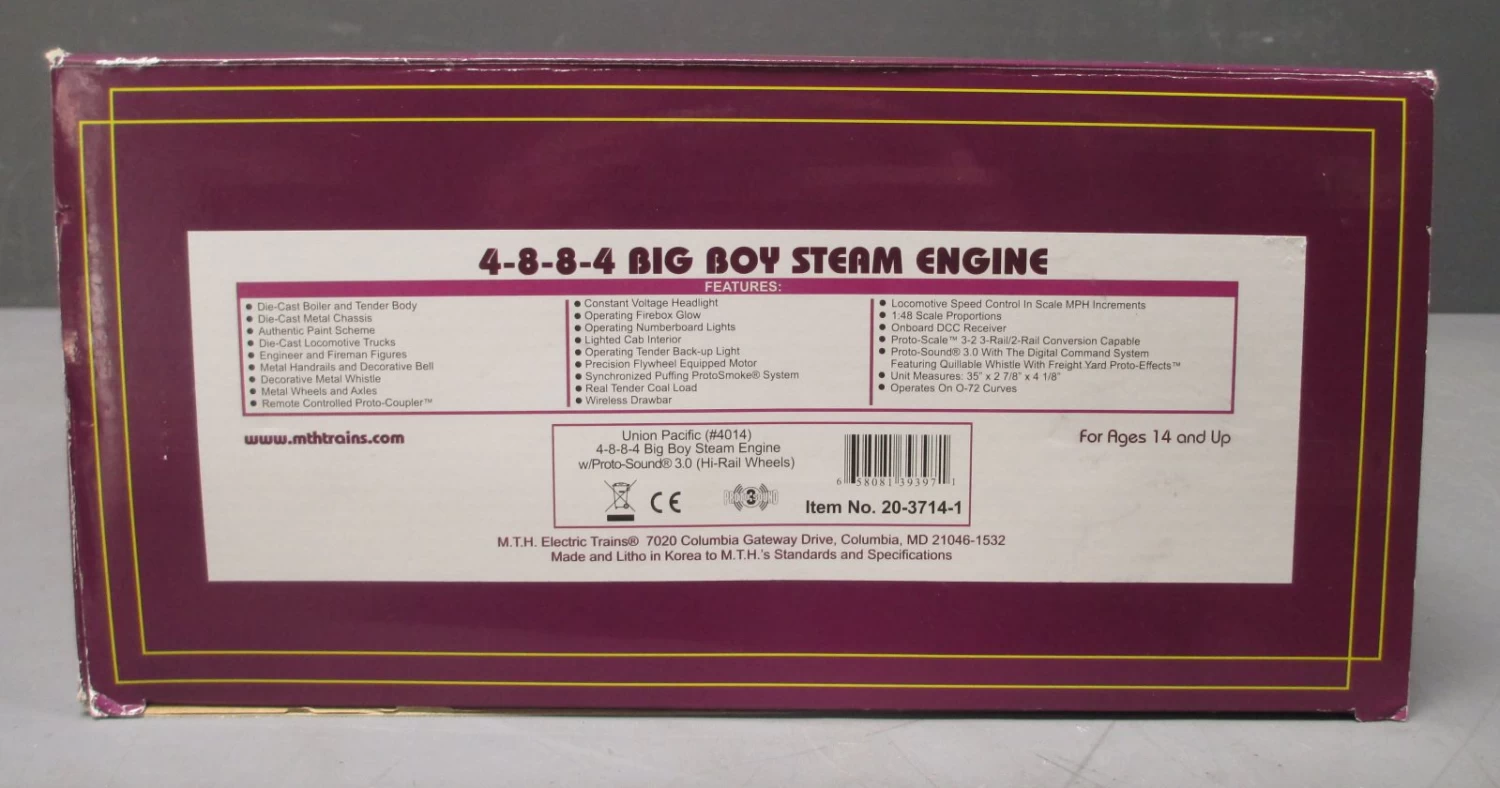 4-8-8-4 BIG BOY STEAM ENGINE
FEATURES:
● Die-Cast Boiler and Tender Body
● Die-Cast Metal Chassis
● Authentic Paint Scheme
● Die-Cast Locomotive Trucks
● Engineer and Fireman Figures
● Metal Handrails and Decorative Bell
● Decorative Metal Whistle
● Metal Wheels and Axles
● Remote Controlled Proto-Coupler™
● Constant Voltage Headlight
● Operating Firebox Glow
● Operating Numberboard Lights
● Lighted Cab Interior
● Operating Tender Back-up Light
● Precision Flywheel Equipped Motor
● Synchronized Puffing ProtoSmoke® System
● Real Tender Coal Load
● Wireless Drawbar
● Locomotive Speed Control In Scale MPH Increments
● 1:48 Scale Proportions
● Onboard DCC Receiver
● Proto-Scale™ 3-2 3-Rail/2-Rail Conversion Capable
● Proto-Sound® 3.0 With The Digital Command System
Featuring Quillable Whistle With Freight Yard Proto-Effects™
● Unit Measures: 35" x 2 7/8" x 4 1/8"
● Operates On O-72 Curves
www.mthtrains.com
Union Pacific (#4014)
4-8-8-4 Big Boy Steam Engine
w/Proto-Sound® 3.0 (Hi-Rail Wheels)
6 58081 39397 1
CE
3
Item No. 20-3714-1
For Ages 14 and Up
M.T.H. Electric Trains® 7020 Columbia Gateway Drive, Columbia, MD 21046-1532
Made and Litho in Korea to M.T.H.'s Standards and Specifications